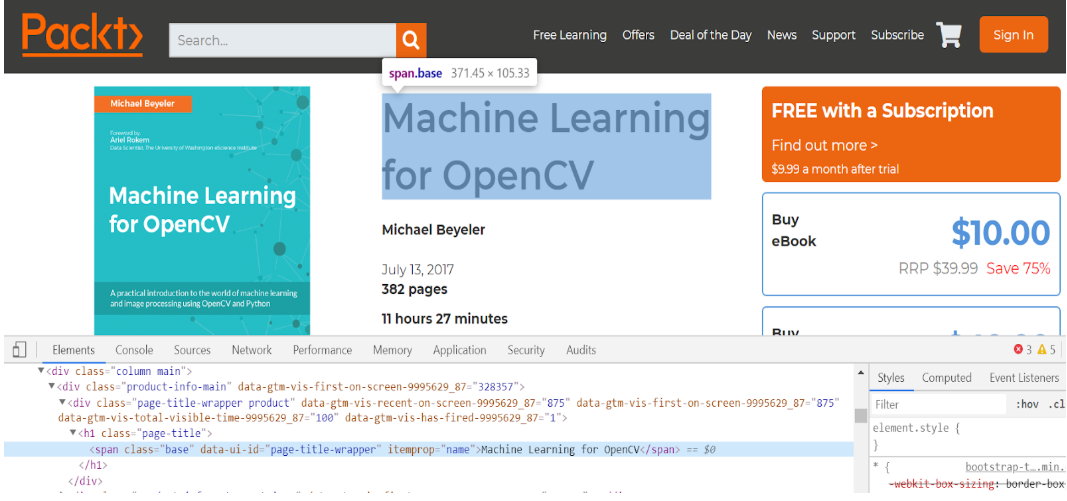 Packt>
Search...
Free Learning Offers Deal of the Day News Support Subscribe Sign In
span.base 371.45 × 105.33
Michael Beyeler
Foreword by
Ariel Rokem
Data Scientist, The University of Washington eScience Institute
Machine Learning
for OpenCV
A practical introduction to the world of machine learning
and image processing using OpenCV and Python
Machine Learning
for OpenCV
Michael Beyeler
July 13, 2017
382 pages
11 hours 27 minutes
FREE with a Subscription
Find out more >
$9.99 a month after trial
Buy
eBook
$10.00
RRP $39.99 Save 75%
Buy
Elements Console Sources Network Performance Memory Application Security Audits 3 5
▼<div class="column main">
▼<div class="product-info-main" data-gtm-vis-first-on-screen-9995629_87="328357">
▼<div class="page-title-wrapper product" data-gtm-vis-recent-on-screen-9995629_87="875" data-gtm-vis-first-on-screen-9995629_87="875"
data-gtm-vis-total-visible-time-9995629_87="100" data-gtm-vis-has-fired-9995629_87="1">
▼<h1 class="page-title">
<span class="base" data-ui-id="page-title-wrapper" itemprop="name">Machine Learning for OpenCV</span> == $0
</h1>
</div>
Styles Computed Event Listeners
Filter :hov .cl
element.style {
}
* { bootstrap-t….min.
-webkit-box-sizing: border-box